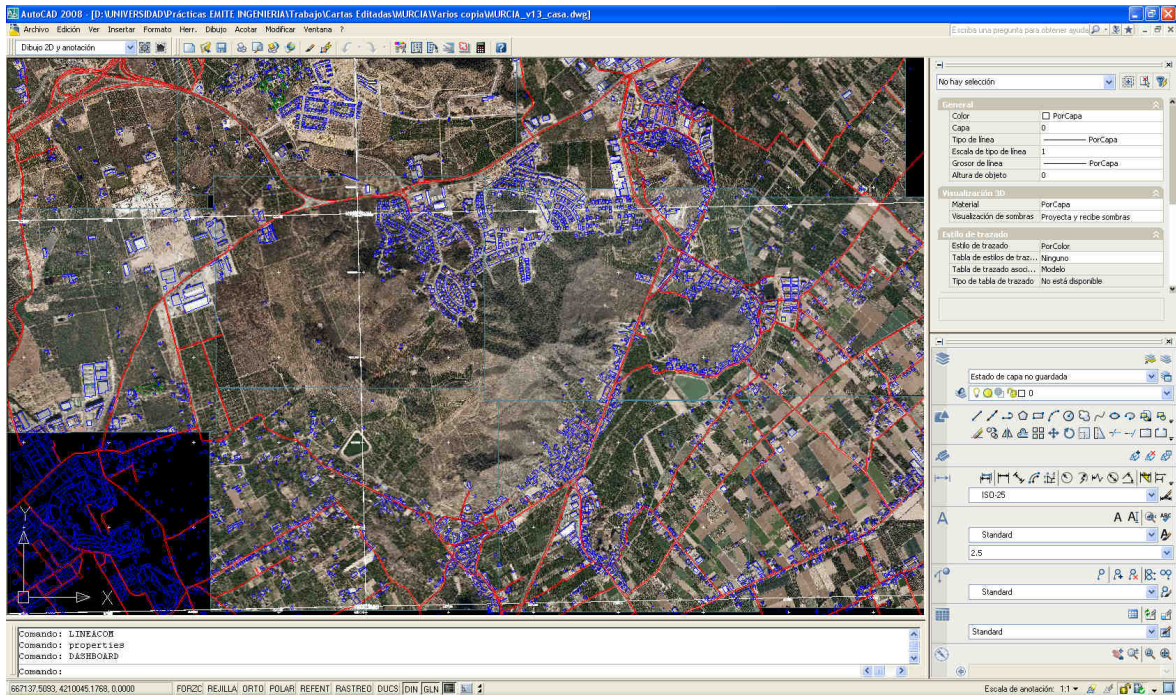 AutoCAD 2008 - [D:\UNIVERSIDAD\Prácticas EMITE INGENIERIA\Trabajo\Cartas Editadas\MURCIA\Varios copia\MURCIA_v13_casa.dwg]
Archivo Edición Ver Insertar Formato Herr. Dibujo Acotar Modificar Ventana ?
Escriba una pregunta para obtener ayuda
Dibujo 2D y anotación
No hay selección
General
Color PorCapa
Capa 0
Tipo de línea PorCapa
Escala de tipo de línea 1
Grosor de línea PorCapa
Altura de objeto 0
Visualización 3D
Material PorCapa
Visualización de sombras Proyecta y recibe sombras
Estilo de trazado
Estilo de trazado PorColor
Tabla de estilos de traz... Ninguno
Tabla de trazado asoci... Modelo
Tipo de tabla de trazado No está disponible
Estado de capa no guardada
0
ISO-25
A A
Standard
2.5
Standard
Standard
Y
X
Comando: LINEACOM
Comando: properties
Comando: DASHBOARD
Comando:
667137.5093, 4210045.1768, 0.0000 FORZC REJILLA ORTO POLAR REFENT RASTREO DUCS DIN GLN
Escala de anotación: 1:1